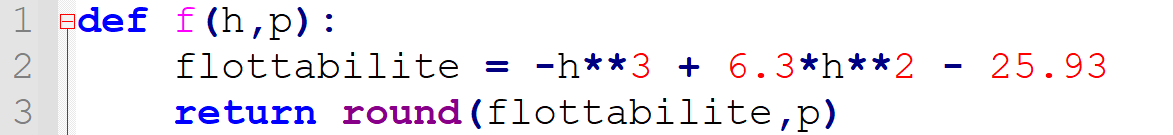 1 def f(h,p):
2     flottabilite = -h**3 + 6.3*h**2 - 25.93
3     return round(flottabilite,p)